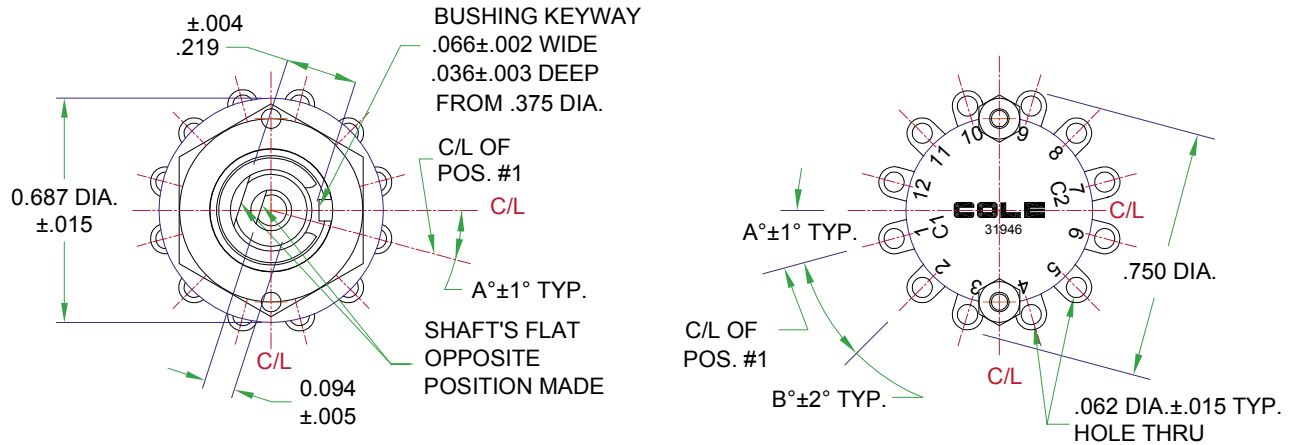 ±.004
.219
BUSHING KEYWAY
.066±.002 WIDE
.036±.003 DEEP
FROM .375 DIA.
C/L OF
POS. #1
0.687 DIA.
±.015
C/L
A°±1° TYP.
SHAFT'S FLAT
OPPOSITE
POSITION MADE
C/L
0.094
±.005
10
9
11
8
12
7
C2
COLE
31946
C/L
1
C1
6
2
5
3
4
A°±1° TYP.
.750 DIA.
C/L OF
POS. #1
C/L
B°±2° TYP.
.062 DIA.±.015 TYP.
HOLE THRU